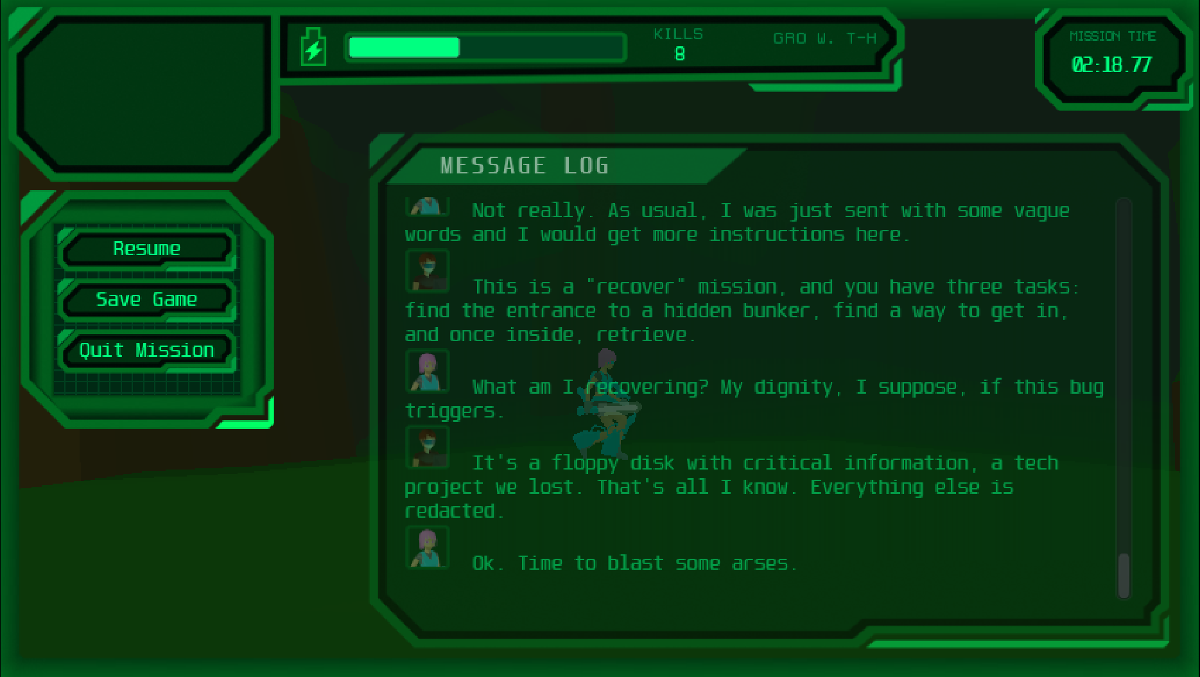 KILLS
8
GRO W. T-H
MISSION TIME
02:18.77
MESSAGE LOG
Resume
Save Game
Quit Mission
Not really. As usual, I was just sent with some vague
words and I would get more instructions here.
This is a "recover" mission, and you have three tasks:
find the entrance to a hidden bunker, find a way to get in,
and once inside, retrieve.
What am I recovering? My dignity, I suppose, if this bug
triggers.
It's a floppy disk with critical information, a tech
project we lost. That's all I know. Everything else is
redacted.
Ok. Time to blast some arses.